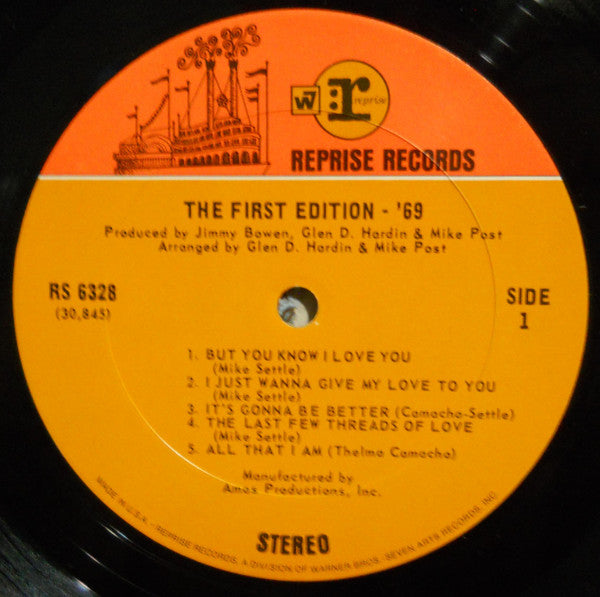 W7 r reprise
REPRISE RECORDS
THE FIRST EDITION - '69
Produced by Jimmy Bowen, Glen D. Hardin & Mike Post
Arranged by Glen D. Hardin & Mike Post
RS 6328
(30,845)
SIDE
1
1. BUT YOU KNOW I LOVE YOU
(Mike Settle)
2. I JUST WANNA GIVE MY LOVE TO YOU
(Mike Settle)
3. IT'S GONNA BE BETTER (Camacho-Settle)
4. THE LAST FEW THREADS OF LOVE
(Mike Settle)
5. ALL THAT I AM (Thelma Camacho)
Manufactured by
Amos Productions, Inc.
STEREO
MADE IN U.S.A. - REPRISE RECORDS, A DIVISION OF WARNER BROS. - SEVEN ARTS RECORDS, INC.